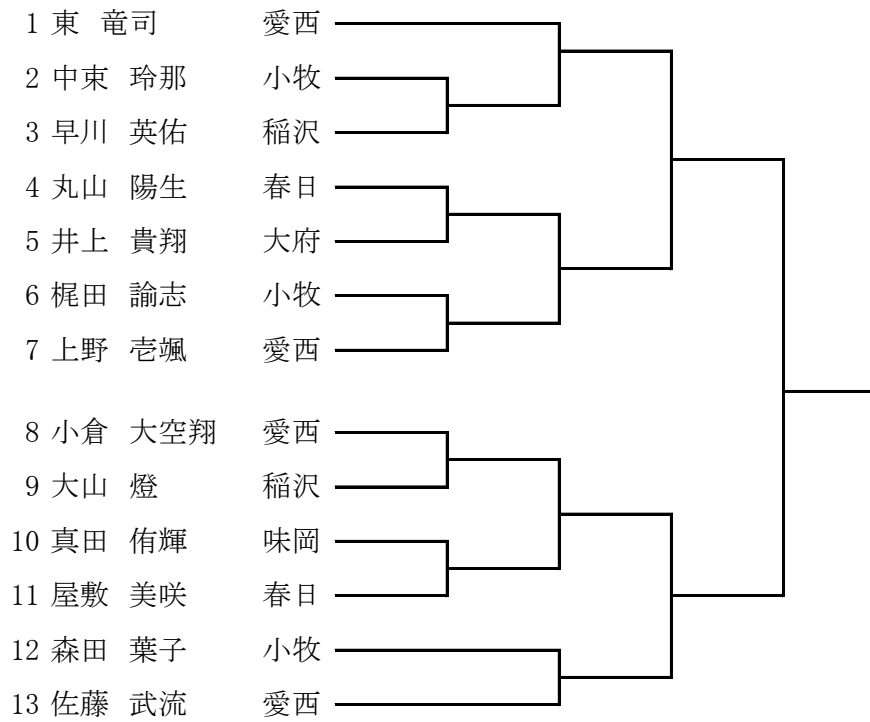 1 東 竜司 愛西
2 中東 玲那 小牧
3 早川 英佑 稲沢
4 丸山 陽生 春日
5 井上 貴翔 大府
6 梶田 諭志 小牧
7 上野 壱颯 愛西
8 小倉 大空翔 愛西
9 大山 燈 稲沢
10 真田 侑輝 味岡
11 屋敷 美咲 春日
12 森田 葉子 小牧
13 佐藤 武流 愛西